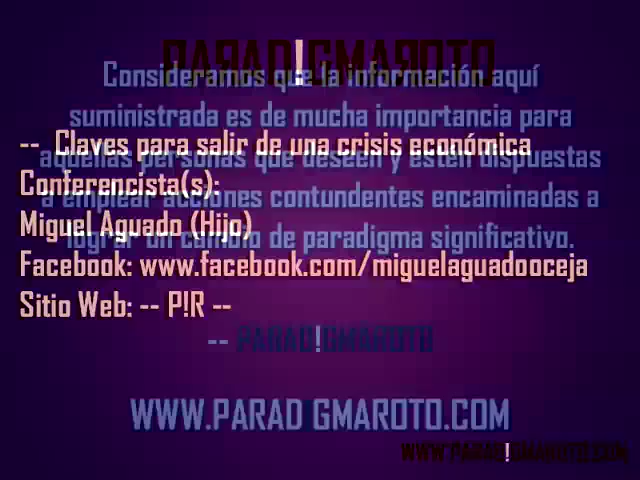 PARAD!GMAROTO
Consideramos que la información aquí
suministrada es de mucha importancia para
-- Claves para salir de una crisis económica
aquellas personas que deseen y estén dispuestas
Conferencista(s):
a emplear acciones contundentes encaminadas a
Miguel Aguado (Hijo)
lograr un cambio de paradigma significativo.
Facebook: www.facebook.com/miguelaguadooceja
Sitio Web: -- P!R --
-- PARAD!GMAROTO
WWW.PARAD GMAROTO.COM
WWW.PARAD!GMAROTO.COM